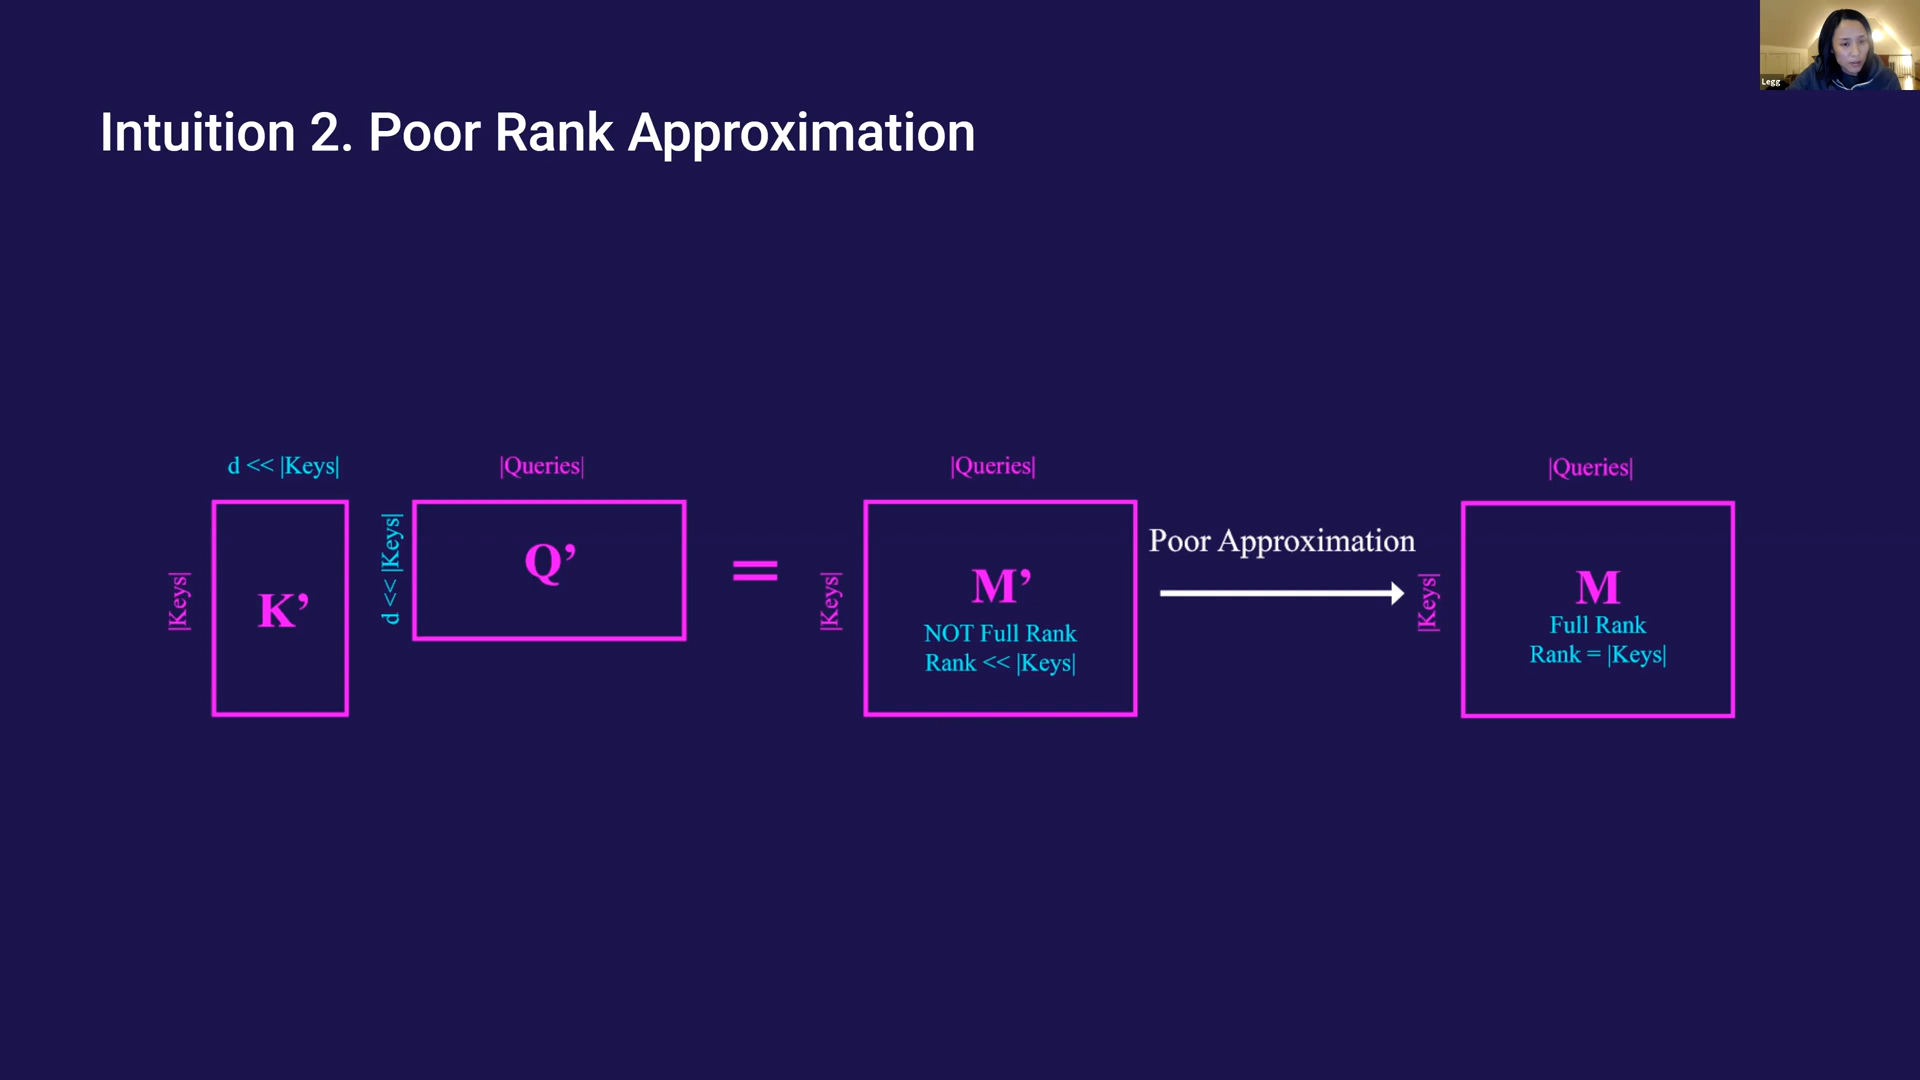 Legg
Intuition 2. Poor Rank Approximation
d << |Keys|
|Queries|
|Queries|
|Queries|
|Keys|
K’
d << |Keys|
Q’
=
|Keys|
M’
NOT Full Rank
Rank << |Keys|
Poor Approximation
|Keys|
M
Full Rank
Rank = |Keys|